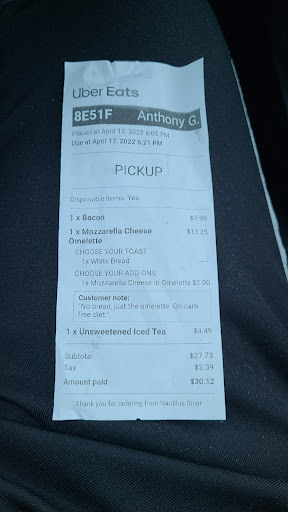 Uber Eats
8E51F Anthony G.
Placed at April 17, 2022 6:05 PM
Due at April 17, 2022 6:21 PM
PICKUP
Disposable items: Yes
1 x Bacon $7.99
1 x Mozzarella Cheese $13.25
Omelette
CHOOSE YOUR TOAST
1x White Bread
CHOOSE YOUR ADD-ONS
1x Mozzarella Cheese in Omelette $2.00
Customer note:
"No bread, just the omelette. On carb
free diet."
1 x Unsweetened Iced Tea $4.49
Subtotal $27.73
Tax $2.39
Amount paid $30.12
Thank you for ordering from Nautilus Diner